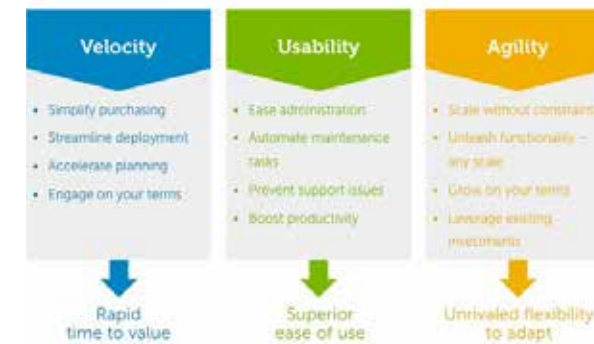 Velocity
• Simplify purchasing
• Streamline deployment
• Accelerate planning
• Engage on your terms
Rapid
time to value
Usability
• Ease administration
• Automate maintenance
tasks
• Prevent support issues
• Boost productivity
Superior
ease of use
Agility
• Scale without constraint
• Unleash functionality –
any scale
• Grow on your terms
• Leverage existing
investments
Unrivaled flexibility
to adapt